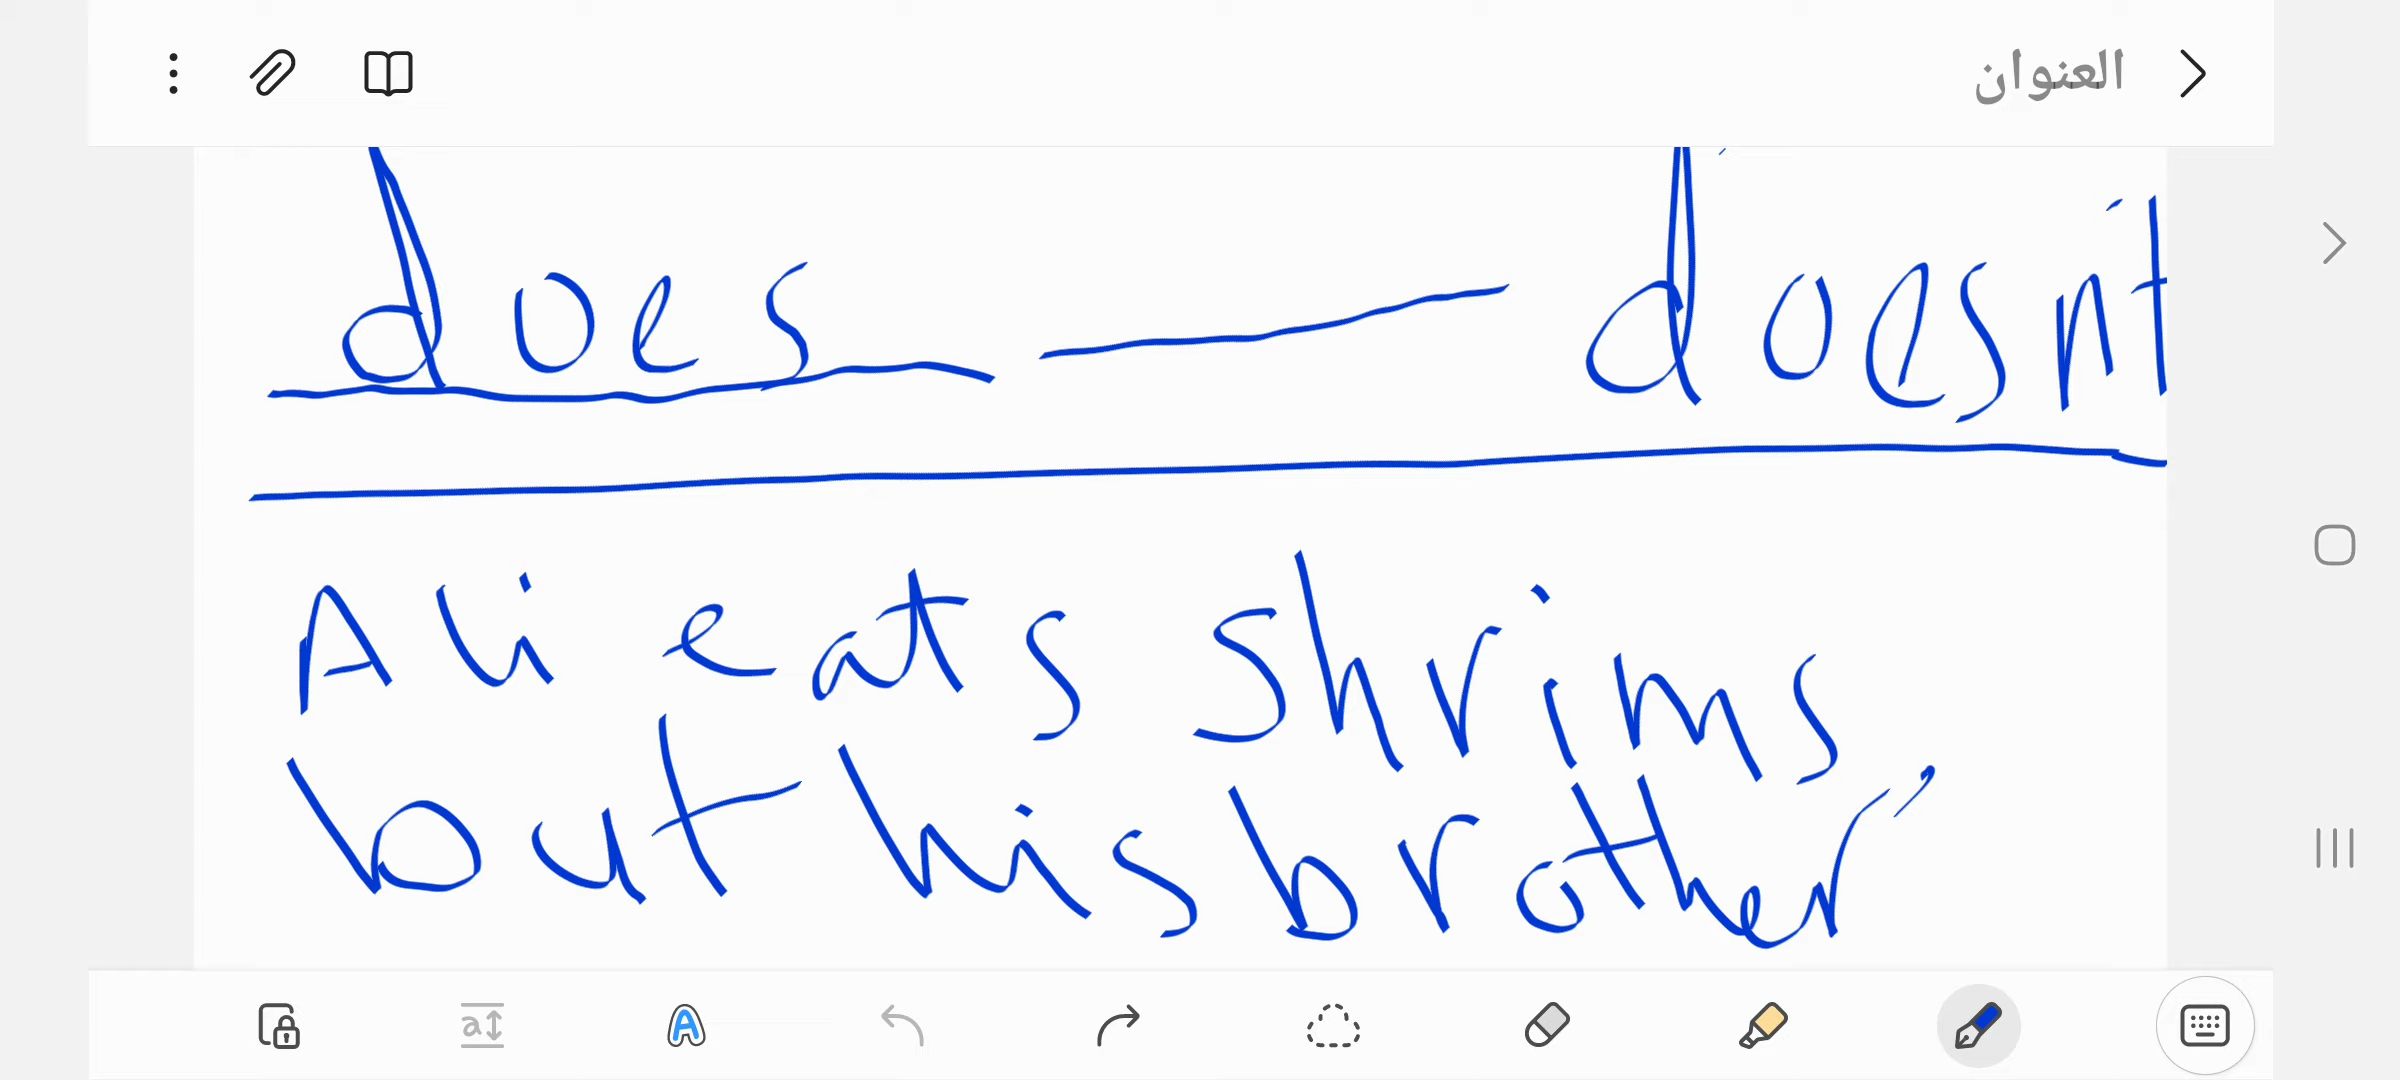 العنوان
does — doesn't
Ali eats shrims
but his brother